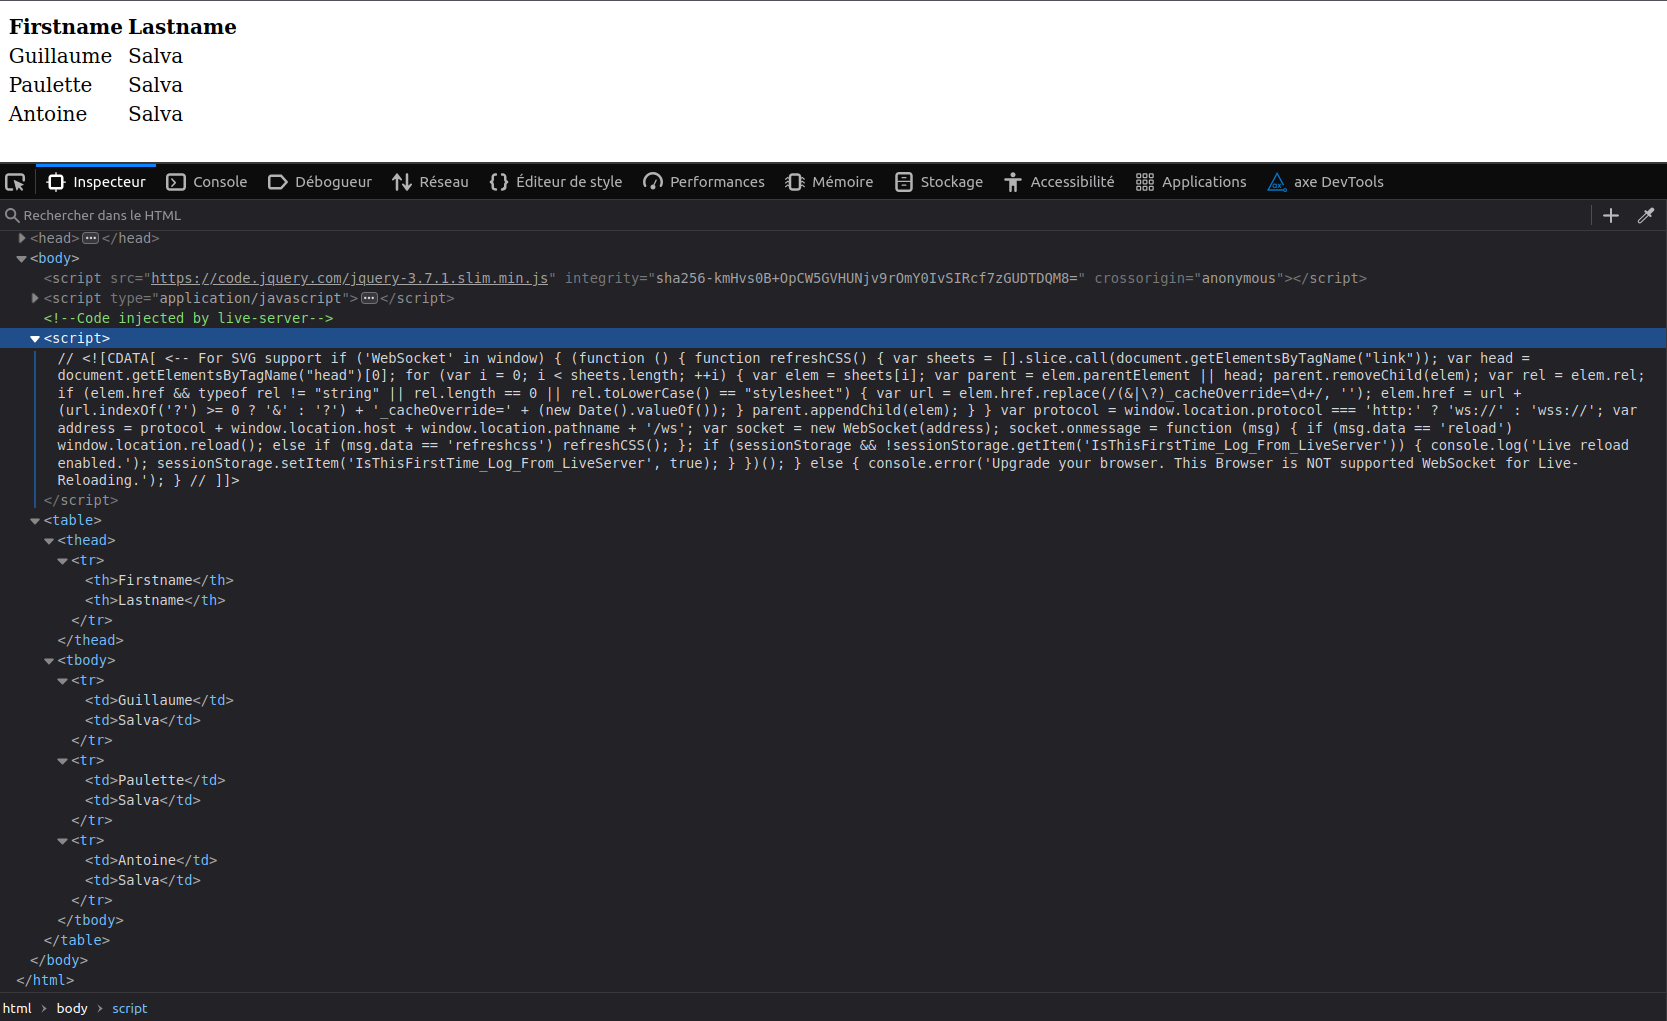 Firstname Lastname
Guillaume Salva
Paulette Salva
Antoine Salva
Inspecteur Console Débogueur Réseau Éditeur de style Performances Mémoire Stockage Accessibilité Applications axe DevTools
Rechercher dans le HTML
<head> ··· </head>
<body>
<script src="https://code.jquery.com/jquery-3.7.1.slim.min.js" integrity="sha256-kmHvs0B+OpCW5GVHUNjv9rOmY0IvSIRcf7zGUDTDQM8=" crossorigin="anonymous"></script>
<script type="application/javascript"> ··· </script>
<!--Code injected by live-server-->
<script>
// <![CDATA[ <-- For SVG support if ('WebSocket' in window) { (function () { function refreshCSS() { var sheets = [].slice.call(document.getElementsByTagName("link")); var head =
document.getElementsByTagName("head")[0]; for (var i = 0; i < sheets.length; ++i) { var elem = sheets[i]; var parent = elem.parentElement || head; parent.removeChild(elem); var rel = elem.rel;
if (elem.href && typeof rel != "string" || rel.length == 0 || rel.toLowerCase() == "stylesheet") { var url = elem.href.replace(/(&|\?)_cacheOverride=\d+/, ''); elem.href = url +
(url.indexOf('?') >= 0 ? '&' : '?') + '_cacheOverride=' + (new Date().valueOf()); } parent.appendChild(elem); } } var protocol = window.location.protocol === 'http:' ? 'ws://' : 'wss://'; var
address = protocol + window.location.host + window.location.pathname + '/ws'; var socket = new WebSocket(address); socket.onmessage = function (msg) { if (msg.data == 'reload')
window.location.reload(); else if (msg.data == 'refreshcss') refreshCSS(); }; if (sessionStorage && !sessionStorage.getItem('IsThisFirstTime_Log_From_LiveServer')) { console.log('Live reload
enabled.'); sessionStorage.setItem('IsThisFirstTime_Log_From_LiveServer', true); } })(); } else { console.error('Upgrade your browser. This Browser is NOT supported WebSocket for Live-
Reloading.'); } // ]]>
</script>
<table>
<thead>
<tr>
<th>Firstname</th>
<th>Lastname</th>
</tr>
</thead>
<tbody>
<tr>
<td>Guillaume</td>
<td>Salva</td>
</tr>
<tr>
<td>Paulette</td>
<td>Salva</td>
</tr>
<tr>
<td>Antoine</td>
<td>Salva</td>
</tr>
</tbody>
</table>
</body>
</html>
html › body › script